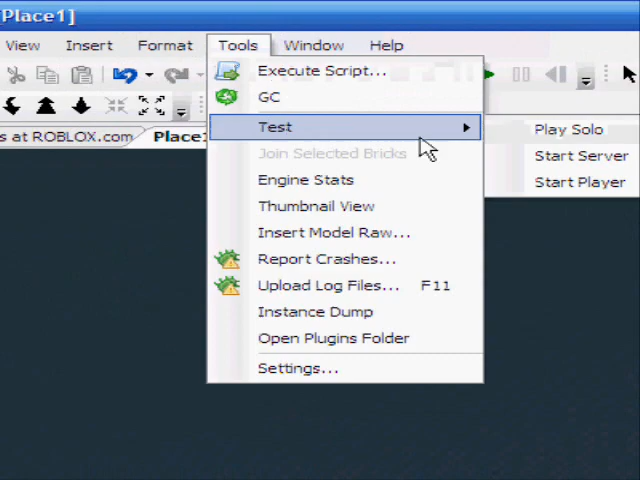 [Place1]
View Insert Format Tools Window Help
Execute Script...
GC
s at ROBLOX.com Place1
Test
Play Solo
Join Selected Bricks
Start Server
Engine Stats
Start Player
Thumbnail View
Insert Model Raw...
Report Crashes...
Upload Log Files... F11
Instance Dump
Open Plugins Folder
Settings...